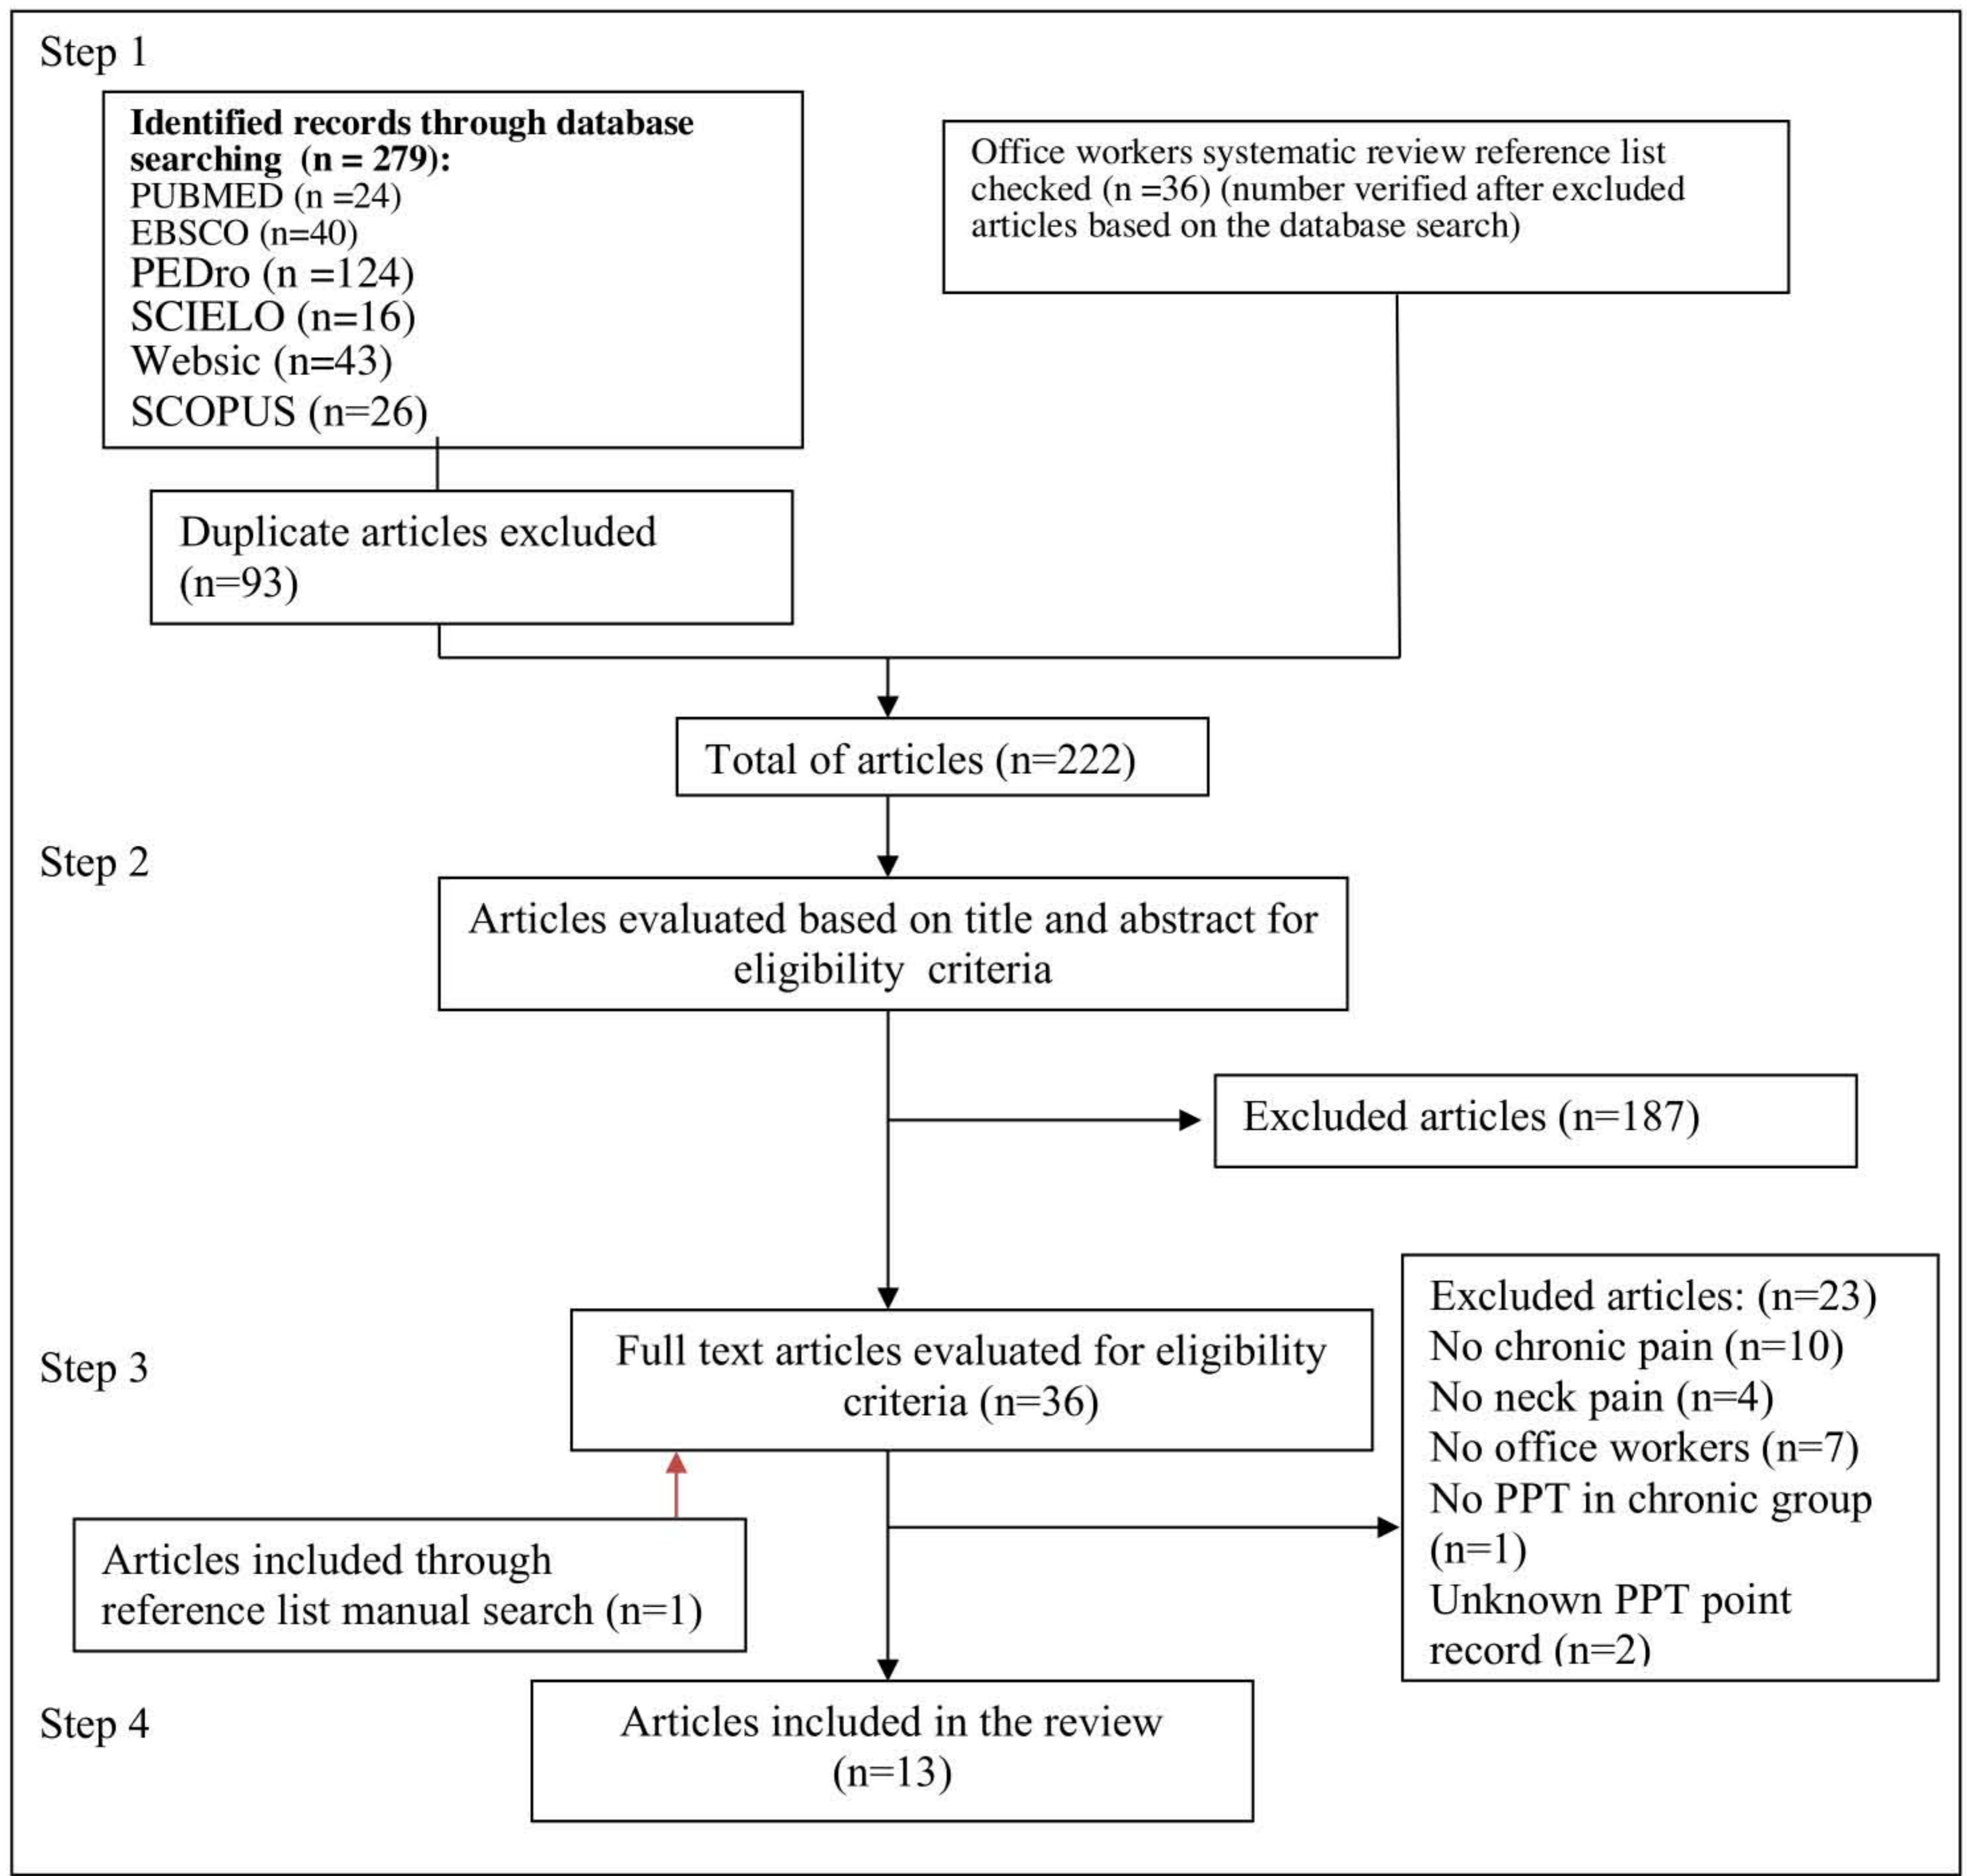 Step 1
Identified records through database
searching (n = 279):
PUBMED (n =24)
EBSCO (n=40)
PEDro (n =124)
SCIELO (n=16)
Websic (n=43)
SCOPUS (n=26)
Office workers systematic review reference list
checked (n =36) (number verified after excluded
articles based on the database search)
Duplicate articles excluded
(n=93)
Total of articles (n=222)
Step 2
Articles evaluated based on title and abstract for
eligibility criteria
Excluded articles (n=187)
Step 3
Full text articles evaluated for eligibility
criteria (n=36)
Excluded articles: (n=23)
No chronic pain (n=10)
No neck pain (n=4)
No office workers (n=7)
No PPT in chronic group
(n=1)
Unknown PPT point
record (n=2)
Articles included through
reference list manual search (n=1)
Step 4
Articles included in the review
(n=13)